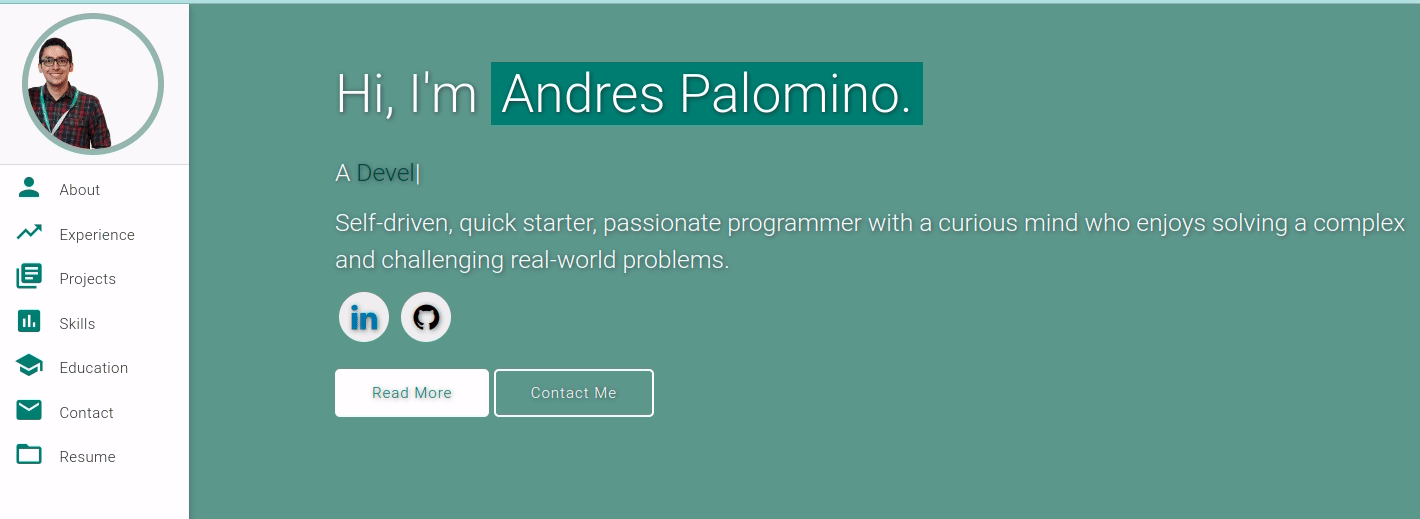 Hi, I'm Andres Palomino.
A Devel|
Self-driven, quick starter, passionate programmer with a curious mind who enjoys solving a complex
and challenging real-world problems.
in
Read More
Contact Me
About
Experience
Projects
Skills
Education
Contact
Resume